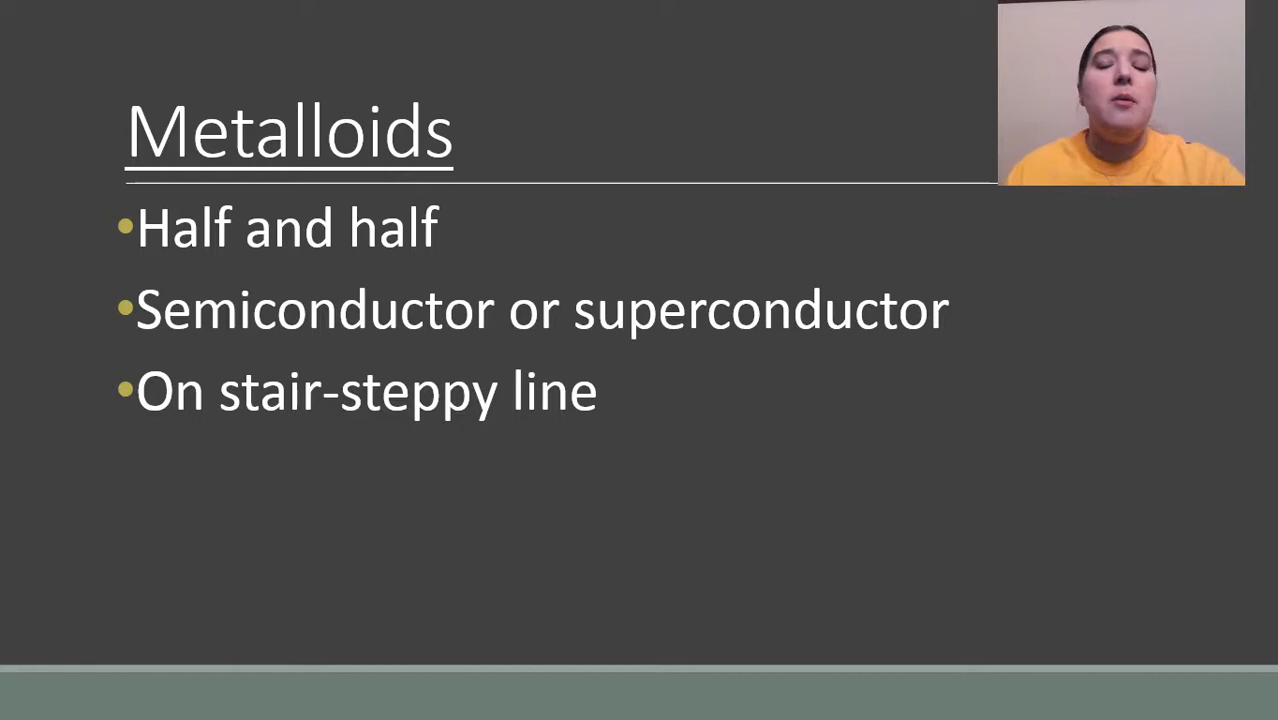 Metalloids
•Half and half
•Semiconductor or superconductor
•On stair-steppy line